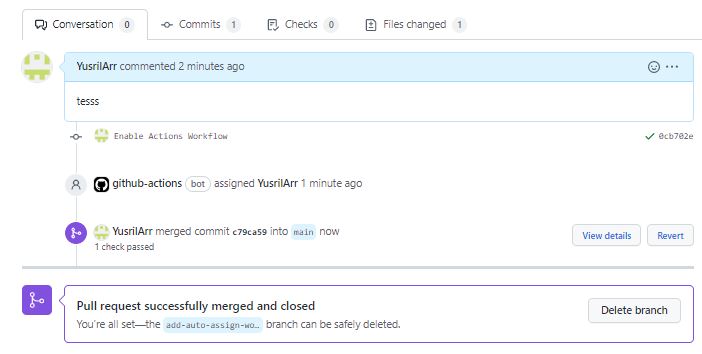 Conversation 0 Commits 1 Checks 0 Files changed 1
YusrilArr commented 2 minutes ago
tesss
Enable Actions Workflow 0cb702e
github-actions bot assigned YusrilArr 1 minute ago
YusrilArr merged commit c79ca59 into main now View details Revert
1 check passed
Pull request successfully merged and closed
You're all set—the add-auto-assign-wo… branch can be safely deleted. Delete branch